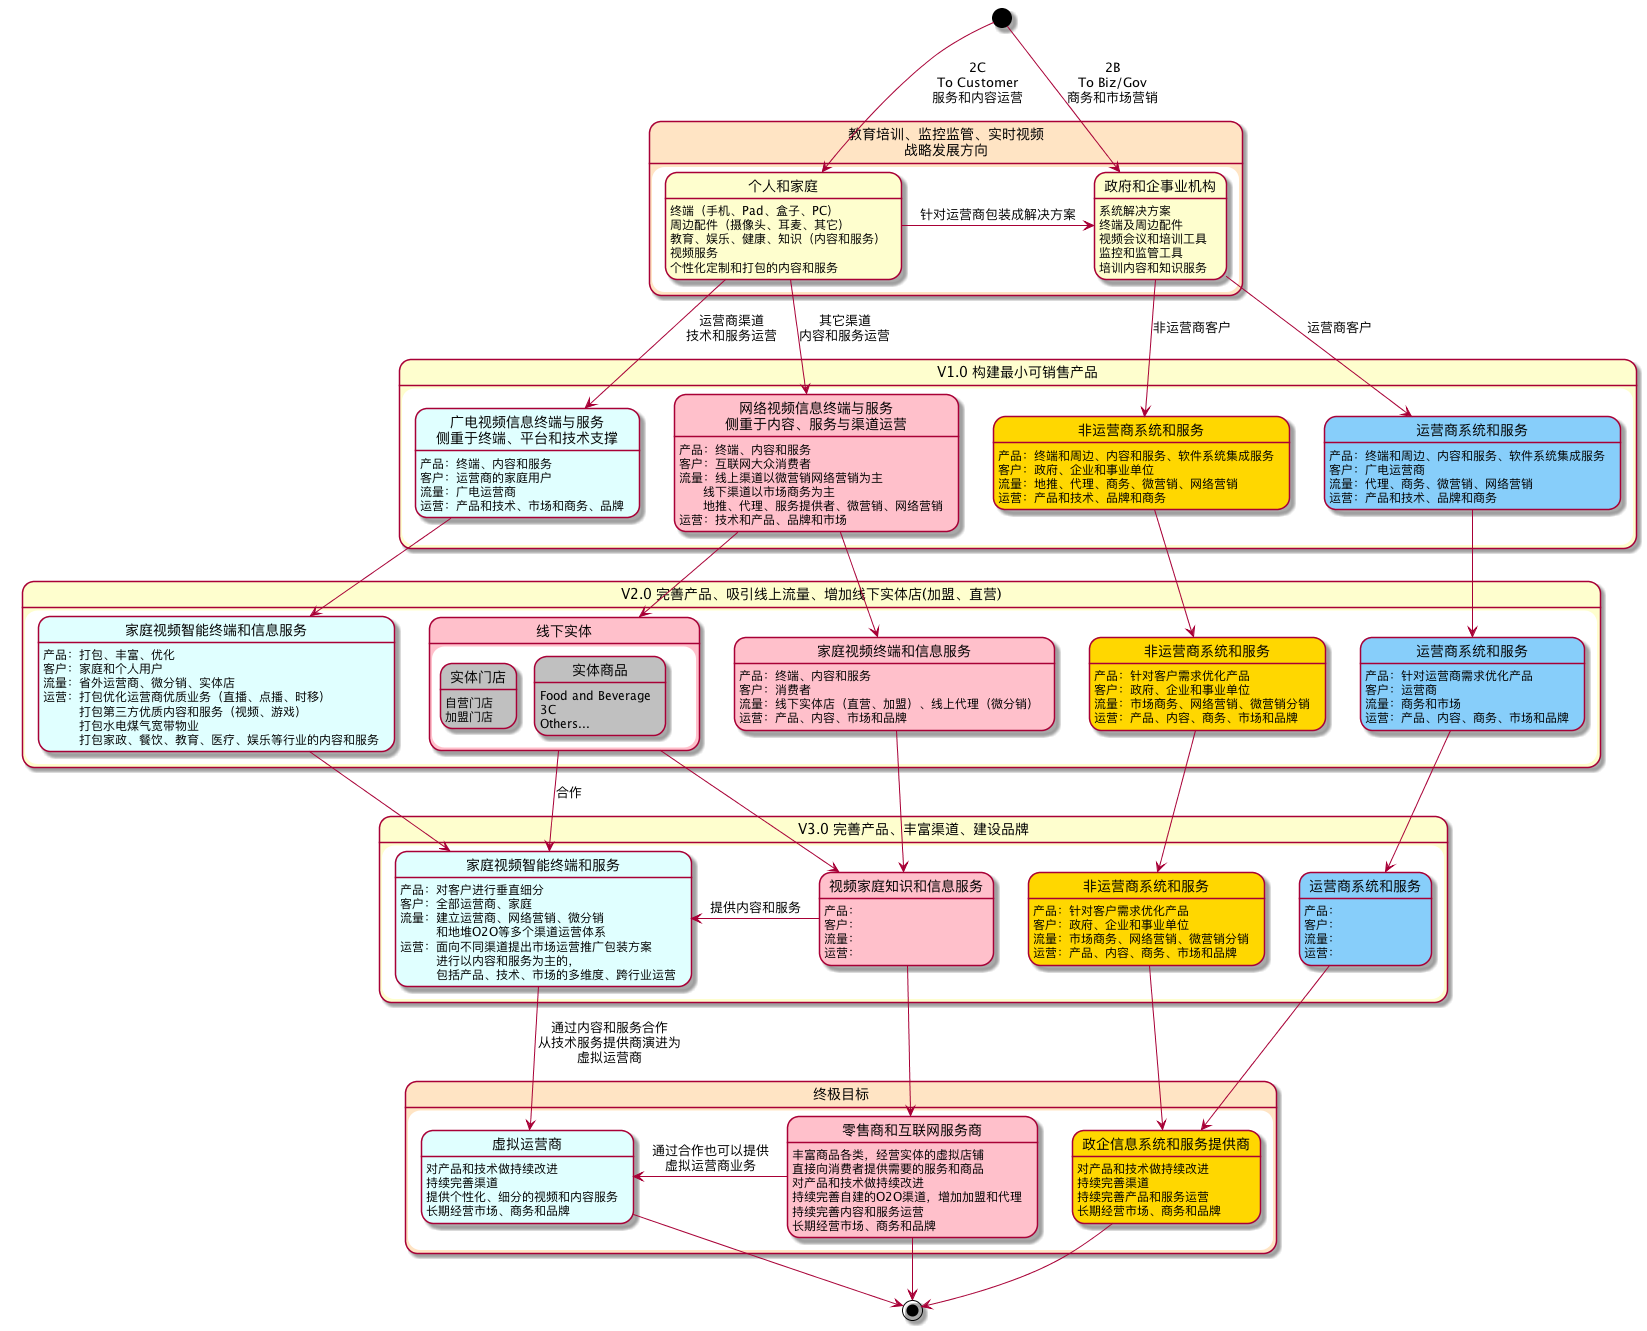 2C
To Customer
服务和内容运营
2B
To Biz/Gov
商务和市场营销
教育培训、监控监管、实时视频
战略发展方向
个人和家庭
终端（手机、Pad、盒子、PC）
周边配件（摄像头、耳麦、其它）
教育、娱乐、健康、知识（内容和服务）
视频服务
个性化定制和打包的内容和服务
针对运营商包装成解决方案
政府和企事业机构
系统解决方案
终端及周边配件
视频会议和培训工具
监控和监管工具
培训内容和知识服务
运营商渠道
技术和服务运营
其它渠道
内容和服务运营
非运营商客户
运营商客户
V1.0 构建最小可销售产品
广电视频信息终端与服务
侧重于终端、平台和技术支撑
产品：终端、内容和服务
客户：运营商的家庭用户
流量：广电运营商
运营：产品和技术、市场和商务、品牌
网络视频信息终端与服务
侧重于内容、服务与渠道运营
产品：终端、内容和服务
客户：互联网大众消费者
流量：线上渠道以微营销网络营销为主
线下渠道以市场商务为主
地推、代理、服务提供者、微营销、网络营销
运营：技术和产品、品牌和市场
非运营商系统和服务
产品：终端和周边、内容和服务、软件系统集成服务
客户：政府、企业和事业单位
流量：地推、代理、商务、微营销、网络营销
运营：产品和技术、品牌和商务
运营商系统和服务
产品：终端和周边、内容和服务、软件系统集成服务
客户：广电运营商
流量：代理、商务、微营销、网络营销
运营：产品和技术、品牌和商务
V2.0 完善产品、吸引线上流量、增加线下实体店(加盟、直营)
家庭视频智能终端和信息服务
产品：打包、丰富、优化
客户：家庭和个人用户
流量：省外运营商、微分销、实体店
运营：打包优化运营商优质业务（直播、点播、时移）
打包第三方优质内容和服务（视频、游戏）
打包水电煤气宽带物业
打包家政、餐饮、教育、医疗、娱乐等行业的内容和服务
线下实体
实体门店
自营门店
加盟门店
实体商品
Food and Beverage
3C
Others...
家庭视频终端和信息服务
产品：终端、内容和服务
客户：消费者
流量：线下实体店（直营、加盟）、线上代理（微分销）
运营：产品、内容、市场和品牌
非运营商系统和服务
产品：针对客户需求优化产品
客户：政府、企业和事业单位
流量：市场商务、网络营销、微营销分销
运营：产品、内容、商务、市场和品牌
运营商系统和服务
产品：针对运营商需求优化产品
客户：运营商
流量：商务和市场
运营：产品、内容、商务、市场和品牌
合作
V3.0 完善产品、丰富渠道、建设品牌
家庭视频智能终端和服务
产品：对客户进行垂直细分
客户：全部运营商、家庭
流量：建立运营商、网络营销、微分销
和地堆O2O等多个渠道运营体系
运营：面向不同渠道提出市场运营推广包装方案
进行以内容和服务为主的，
包括产品、技术、市场的多维度、跨行业运营
提供内容和服务
视频家庭知识和信息服务
产品：
客户：
流量：
运营：
非运营商系统和服务
产品：针对客户需求优化产品
客户：政府、企业和事业单位
流量：市场商务、网络营销、微营销分销
运营：产品、内容、商务、市场和品牌
运营商系统和服务
产品：
客户：
流量：
运营：
通过内容和服务合作
从技术服务提供商演进为
虚拟运营商
终极目标
虚拟运营商
对产品和技术做持续改进
持续完善渠道
提供个性化、细分的视频和内容服务
长期经营市场、商务和品牌
通过合作也可以提供
虚拟运营商业务
零售商和互联网服务商
丰富商品各类，经营实体的虚拟店铺
直接向消费者提供需要的服务和商品
对产品和技术做持续改进
持续完善自建的O2O渠道，增加加盟和代理
持续完善内容和服务运营
长期经营市场、商务和品牌
政企信息系统和服务提供商
对产品和技术做持续改进
持续完善渠道
持续完善产品和服务运营
长期经营市场、商务和品牌